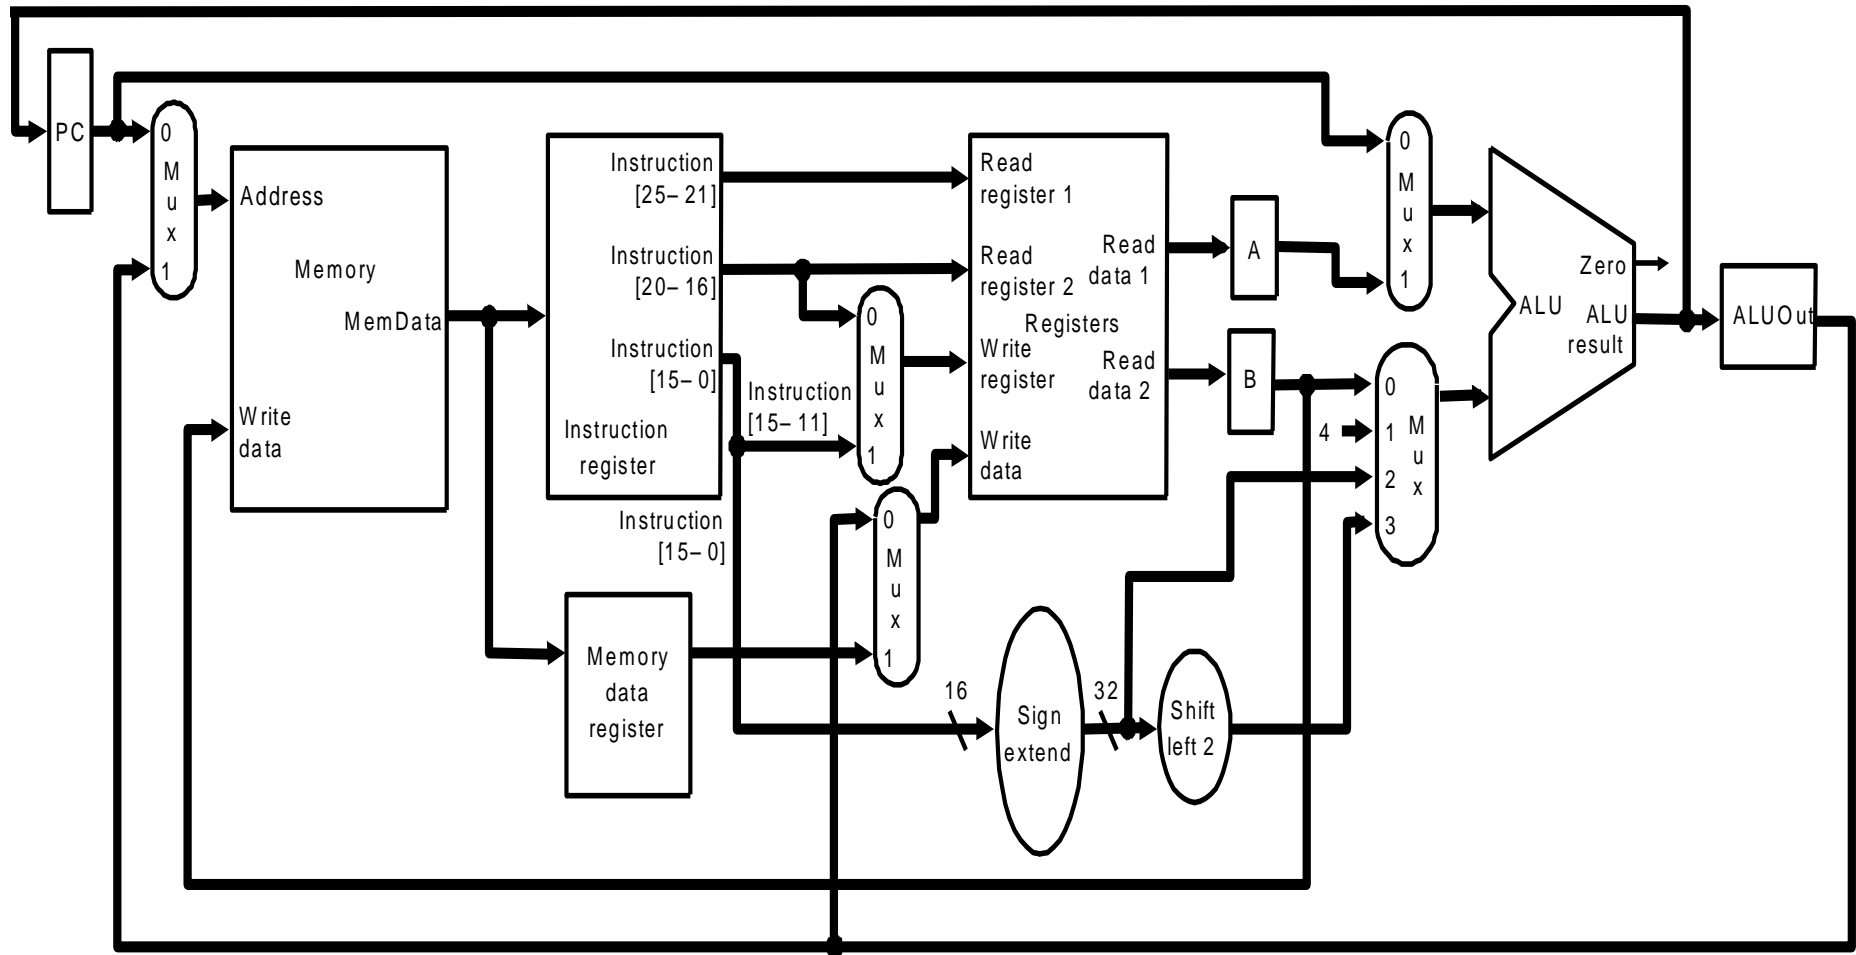 PC
0
M
u
x
1
Address
Memory
MemData
Write
data
Instruction
[25–21]
Instruction
[20–16]
Instruction
[15–0]
Instruction
register
Instruction
[15–11]
Instruction
[15–0]
0
M
u
x
1
0
M
u
x
1
Memory
data
register
Read
register 1
Read
register 2
Registers
Write
register
Write
data
Read
data 1
Read
data 2
16
Sign
extend
32
Shift
left 2
A
B
4
0
M
u
x
1
0
1
2
3
M
u
x
Zero
ALU
ALU
result
ALUOut